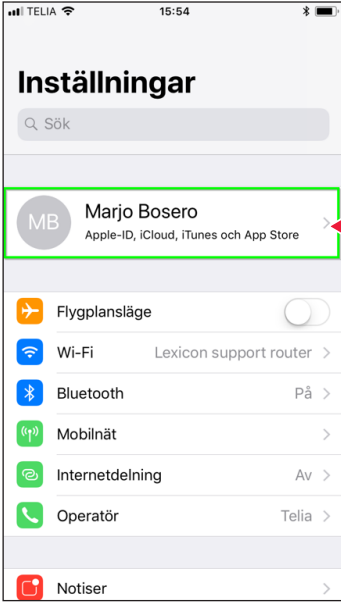 TELIA 15:54
Inställningar
Sök
MB
Marjo Bosero
Apple-ID, iCloud, iTunes och App Store
Flygplansläge
Wi-Fi Lexicon support router
Bluetooth På
Mobilnät
Internetdelning Av
Operatör Telia
Notiser